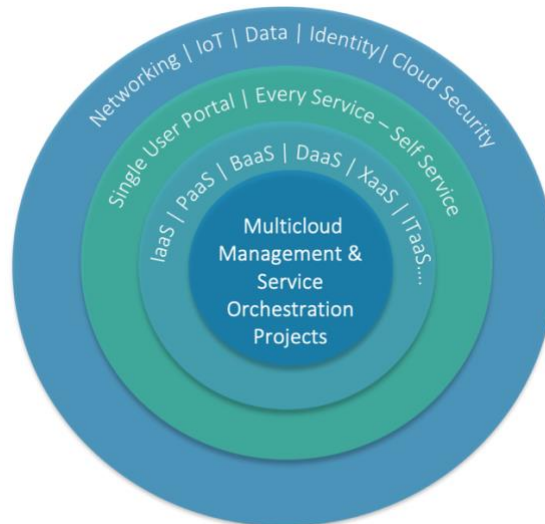 Networking | IoT | Data | Identity| Cloud Security
Single User Portal | Every Service – Self Service
IaaS | PaaS | BaaS | DaaS | XaaS | ITaaS....
Multicloud
Management &
Service
Orchestration
Projects